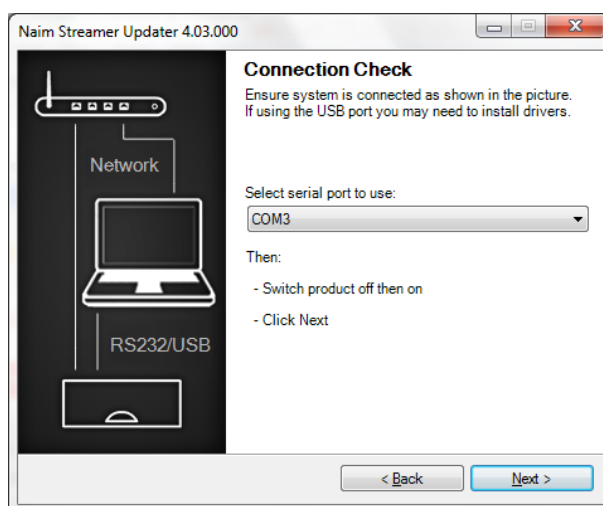 Naim Streamer Updater 4.03.000
Connection Check
Ensure system is connected as shown in the picture.
If using the USB port you may need to install drivers.
Network
Select serial port to use:
COM3
Then:
- Switch product off then on
- Click Next
RS232/USB
< Back
Next >